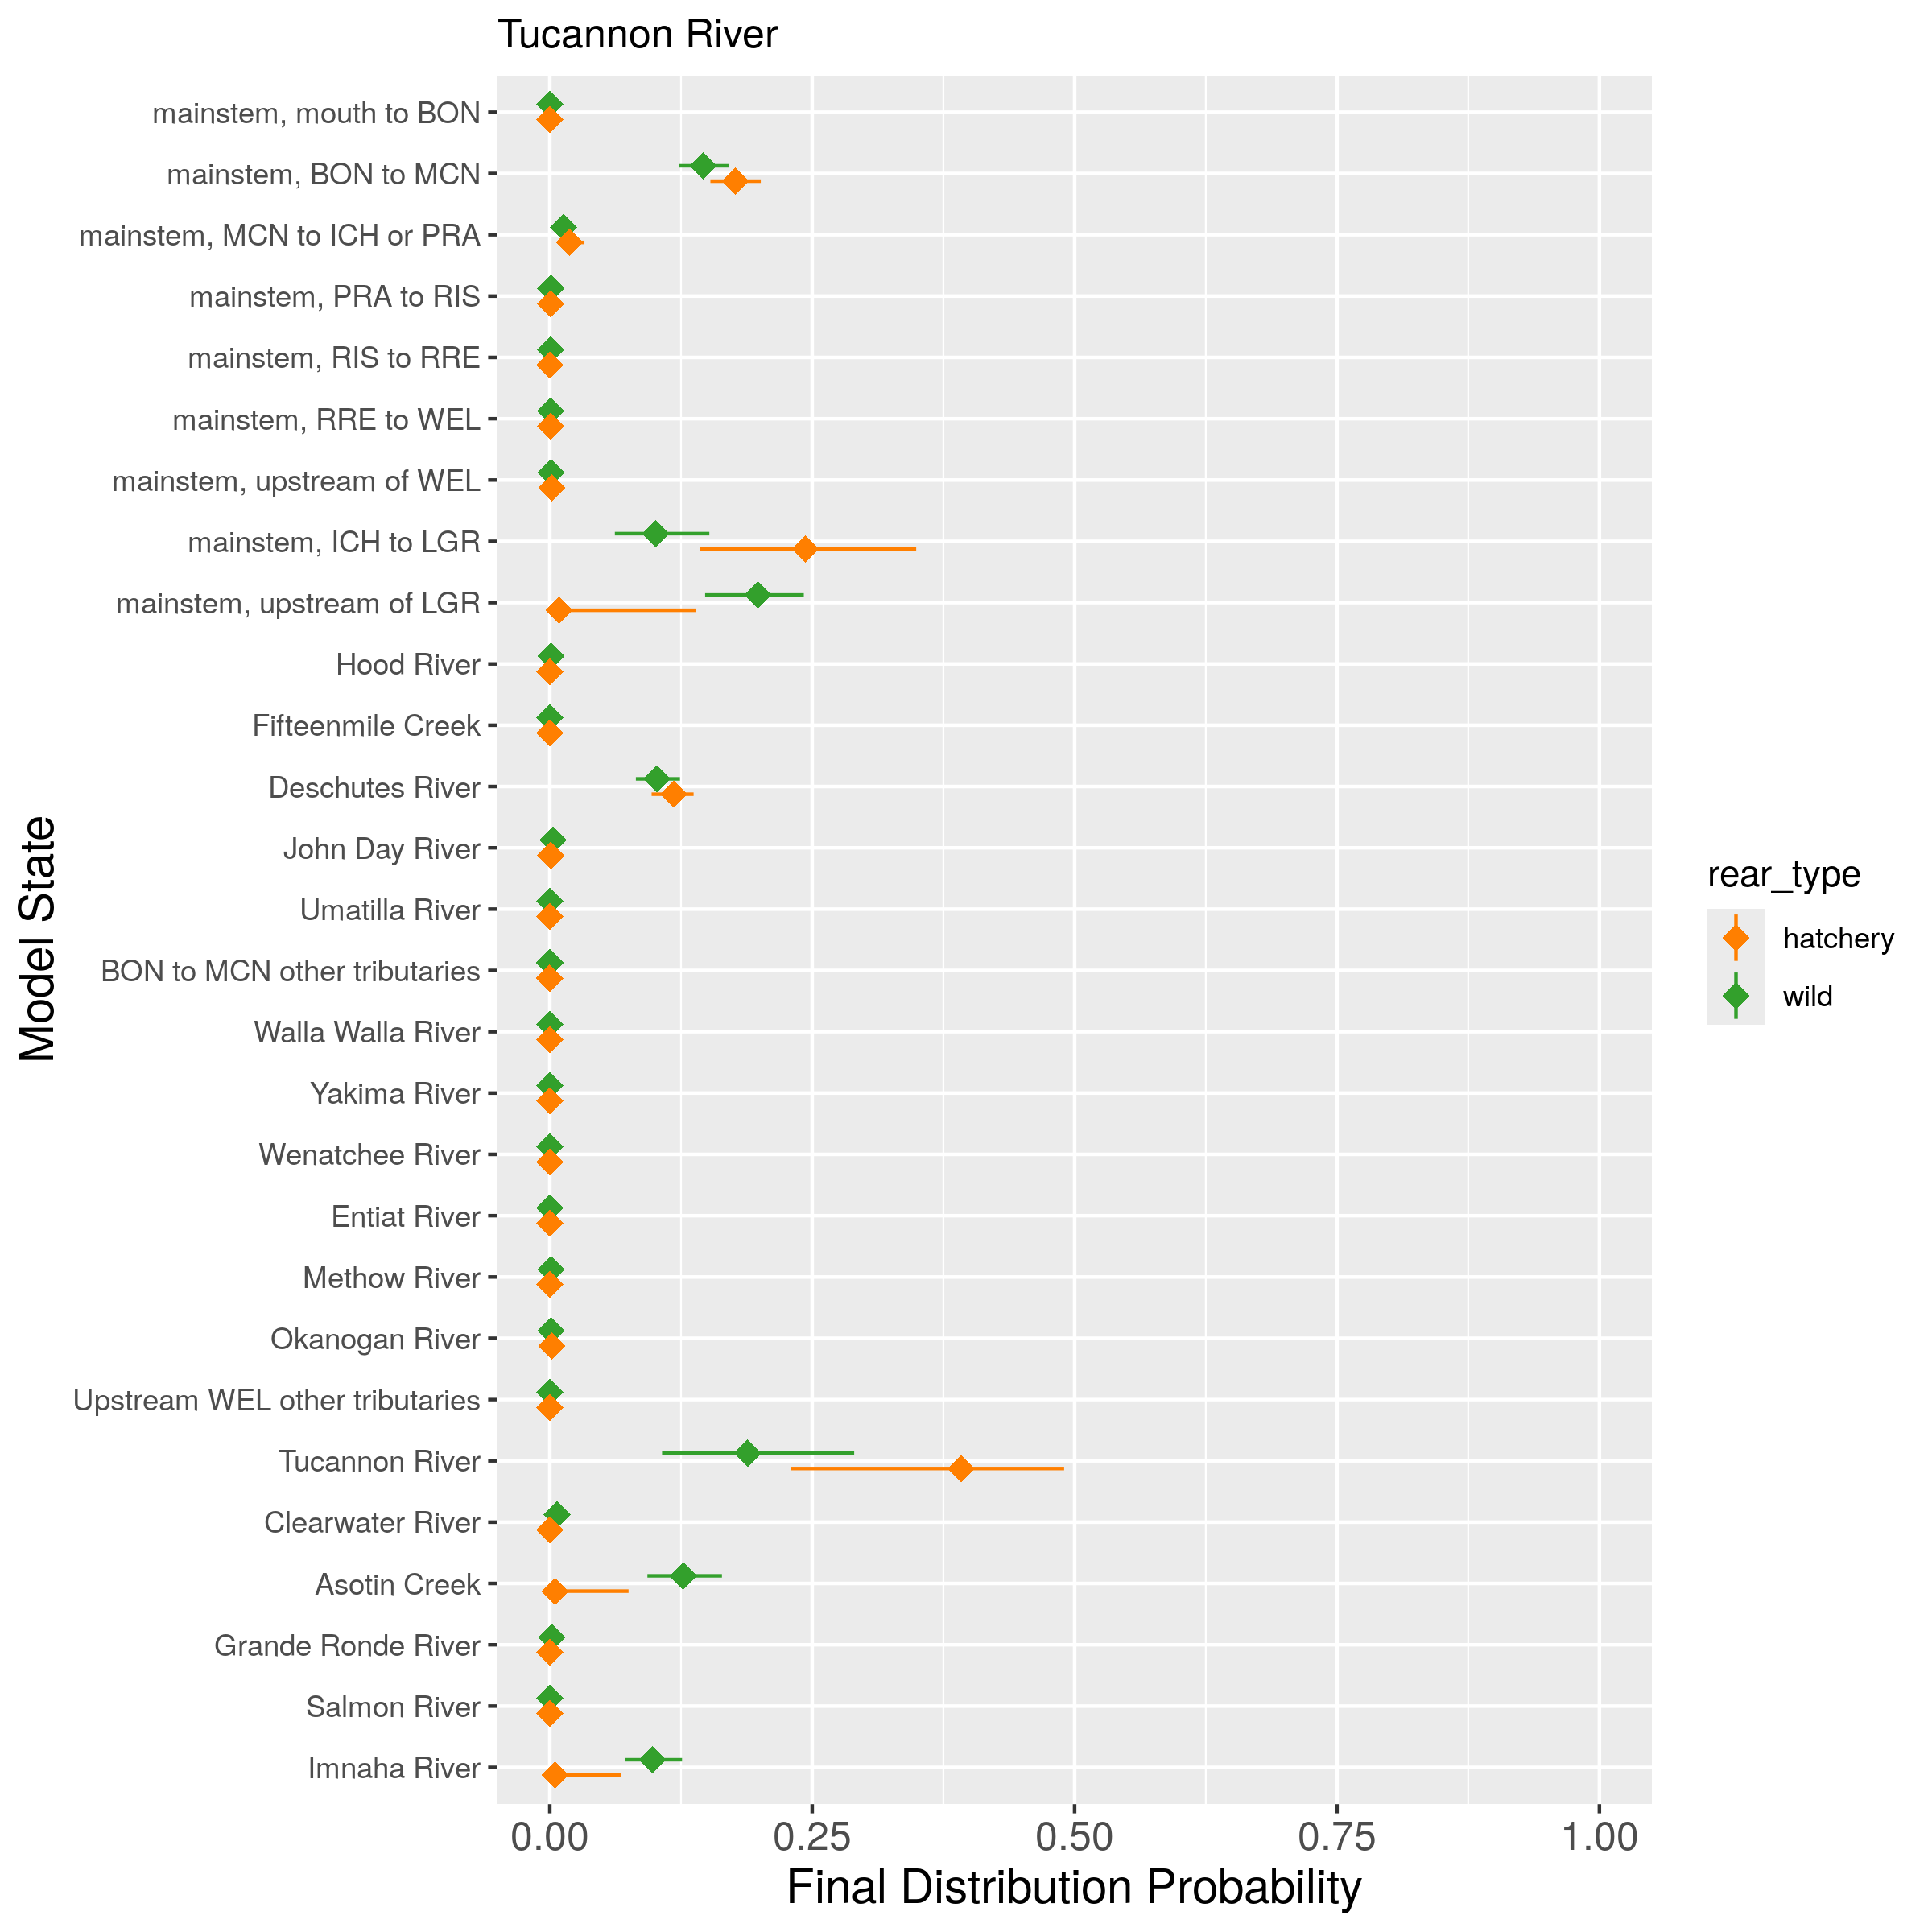 Tucannon River
mainstem, mouth to BON
mainstem, BON to MCN
mainstem, MCN to ICH or PRA
mainstem, PRA to RIS
mainstem, RIS to RRE
mainstem, RRE to WEL
mainstem, upstream of WEL
mainstem, ICH to LGR
mainstem, upstream of LGR
Hood River
Fifteenmile Creek
Deschutes River
John Day River
Umatilla River
BON to MCN other tributaries
Walla Walla River
Yakima River
Wenatchee River
Entiat River
Methow River
Okanogan River
Upstream WEL other tributaries
Tucannon River
Clearwater River
Asotin Creek
Grande Ronde River
Salmon River
Imnaha River
Model State
0.00 0.25 0.50 0.75 1.00
Final Distribution Probability
rear_type
hatchery
wild